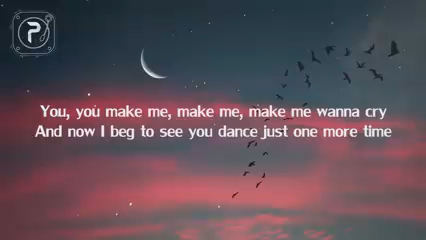 You, you make me, make me, make me wanna cry
And now I beg to see you dance just one more time